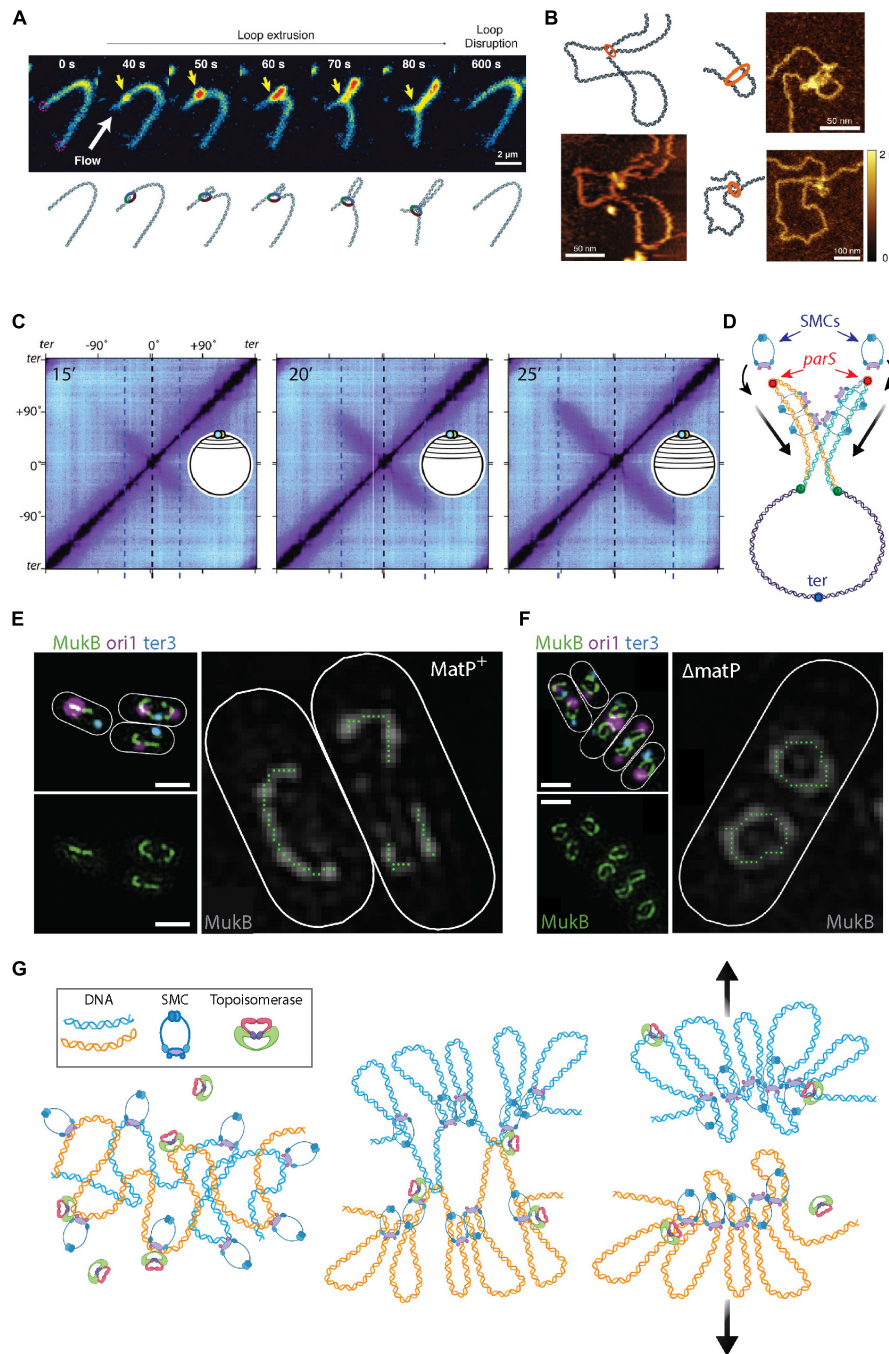 A
Loop extrusion
Loop
Disruption
0 s 40 s 50 s 60 s 70 s 80 s 600 s
Flow
2 µm
B
50 nm
50 nm
100 nm
2
0
C
ter -90° 0° +90° ter
ter
+90°
0°
-90°
ter
15′
20′
25′
D
SMCs
parS
ter
E
MukB ori1 ter3
MatP+
MukB
F
MukB ori1 ter3
ΔmatP
MukB
MukB
G
DNA SMC Topoisomerase